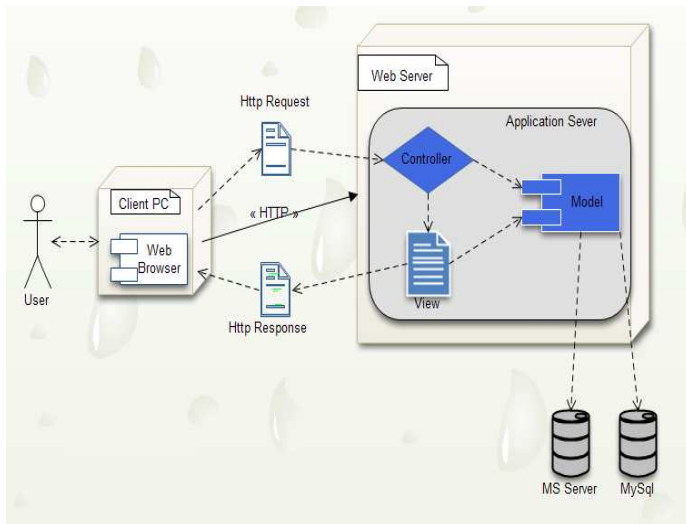 Web Server
Http Request
Application Sever
Controller
Client PC
« HTTP »
Model
Web
Browser
User
View
Http Response
MS Server
MySql